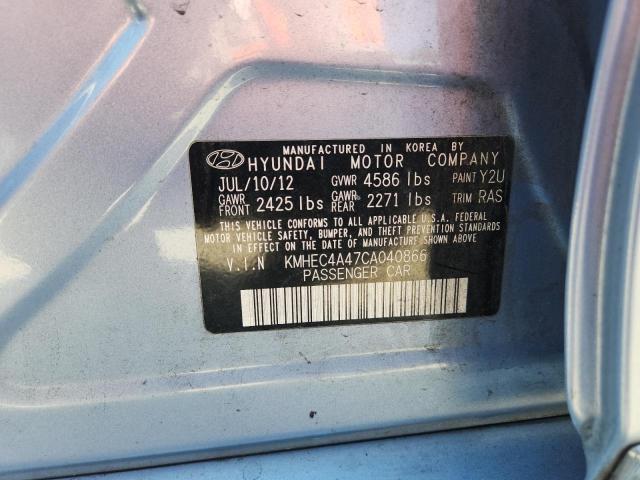 MANUFACTURED IN KOREA BY
HYUNDAI MOTOR COMPANY
JUL/10/12 GVWR 4586 lbs PAINT Y2U
GAWR FRONT 2425 lbs GAWR REAR 2271 lbs TRIM RAS
THIS VEHICLE CONFORMS TO ALL APPLICABLE U.S.A. FEDERAL
MOTOR VEHICLE SAFETY, BUMPER, AND THEFT PREVENTION STANDARDS
IN EFFECT ON THE DATE OF MANUFACTURE SHOWN ABOVE.
V.I.N KMHEC4A47CA040866
PASSENGER CAR